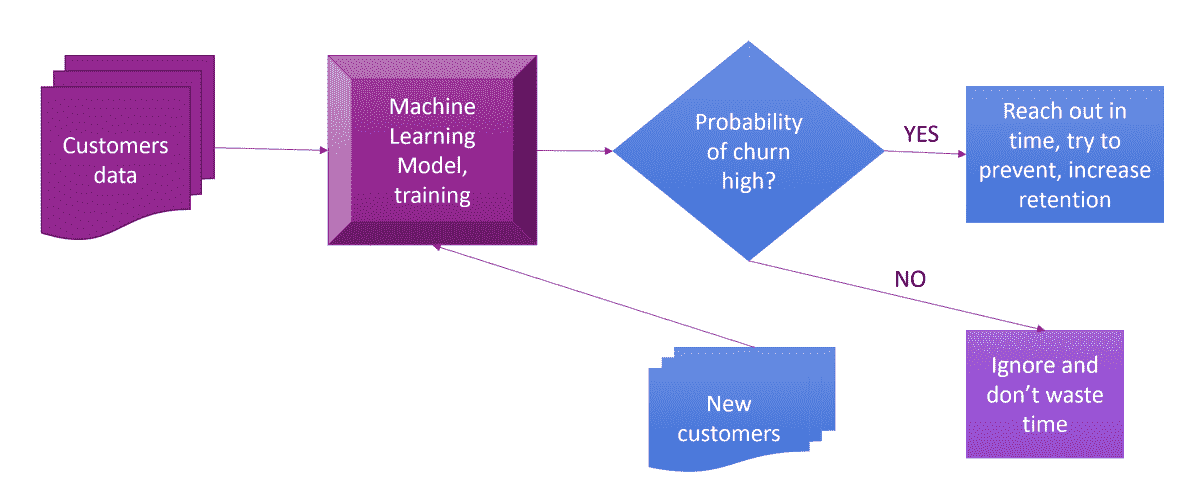 Customers
data
Machine
Learning
Model,
training
Probability
of churn
high?
YES
Reach out in
time, try to
prevent, increase
retention
NO
Ignore and
don't waste
time
New
customers